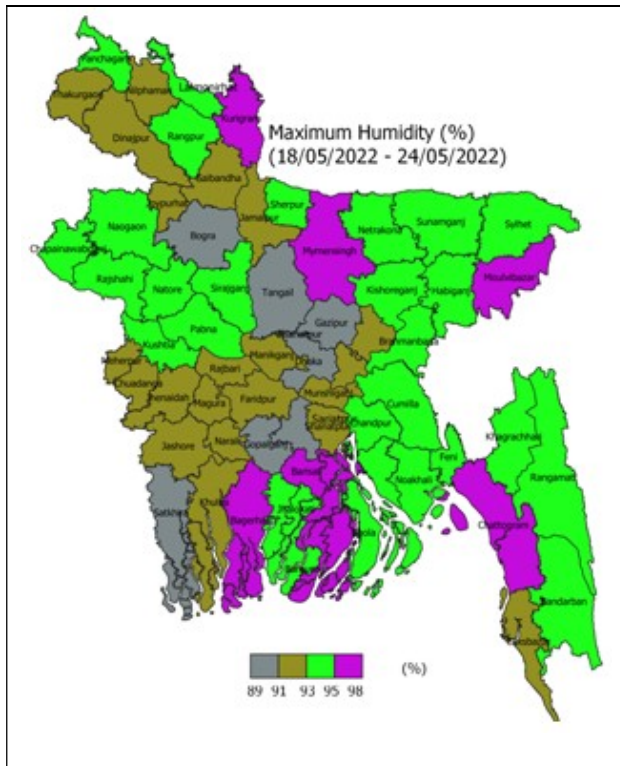 Panchagarh
Lalmonirhat
Thakurgaon
Nilphamari
Kurigram
Dinajpur
Rangpur
Maximum Humidity (%)
(18/05/2022 - 24/05/2022)
Gaibandha
Joypurhat
Jamalpur
Sherpur
Naogaon
Bogra
Mymensingh
Netrakona
Sunamganj
Sylhet
Chapainawabganj
Rajshahi
Natore
Sirajganj
Tangail
Kishoreganj
Habiganj
Moulvibazar
Pabna
Gazipur
Kushtia
Brahmanbaria
Meherpur
Manikganj
Dhaka
Rajbari
Chuadanga
Jhenaidah
Magura
Faridpur
Munshiganj
Cumilla
Jashore
Narail
Gopalganj
Chandpur
Khagrachhari
Feni
Rangamati
Satkhira
Khulna
Bagerhat
Barisal
Noakhali
Chattogram
Bhola
Bandarban
89 91 93 95 98
(%)